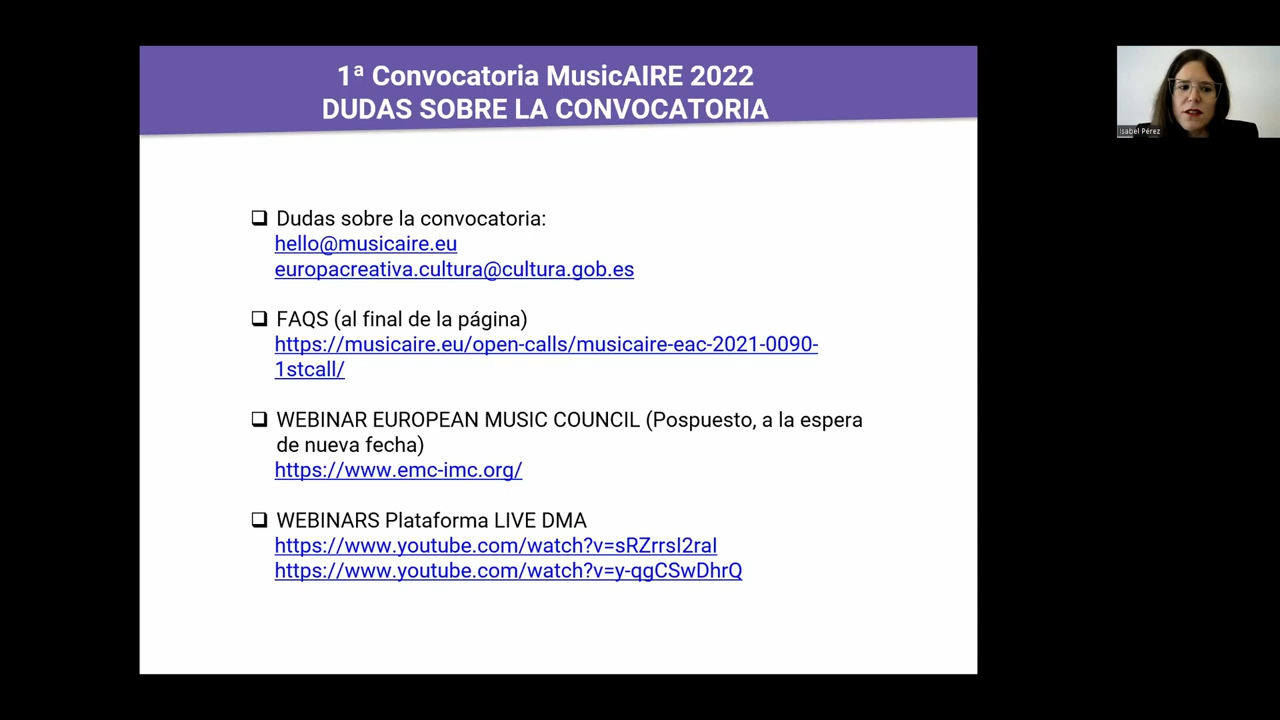 1ª Convocatoria MusicAIRE 2022
DUDAS SOBRE LA CONVOCATORIA
Isabel Pérez
Dudas sobre la convocatoria:
hello@musicaire.eu
europacreativa.cultura@cultura.gob.es
FAQS (al final de la página)
https://musicaire.eu/open-calls/musicaire-eac-2021-0090-
1stcall/
WEBINAR EUROPEAN MUSIC COUNCIL (Pospuesto, a la espera
de nueva fecha)
https://www.emc-imc.org/
WEBINARS Plataforma LIVE DMA
https://www.youtube.com/watch?v=sRZrrsI2raI
https://www.youtube.com/watch?v=y-qgCSwDhrQ